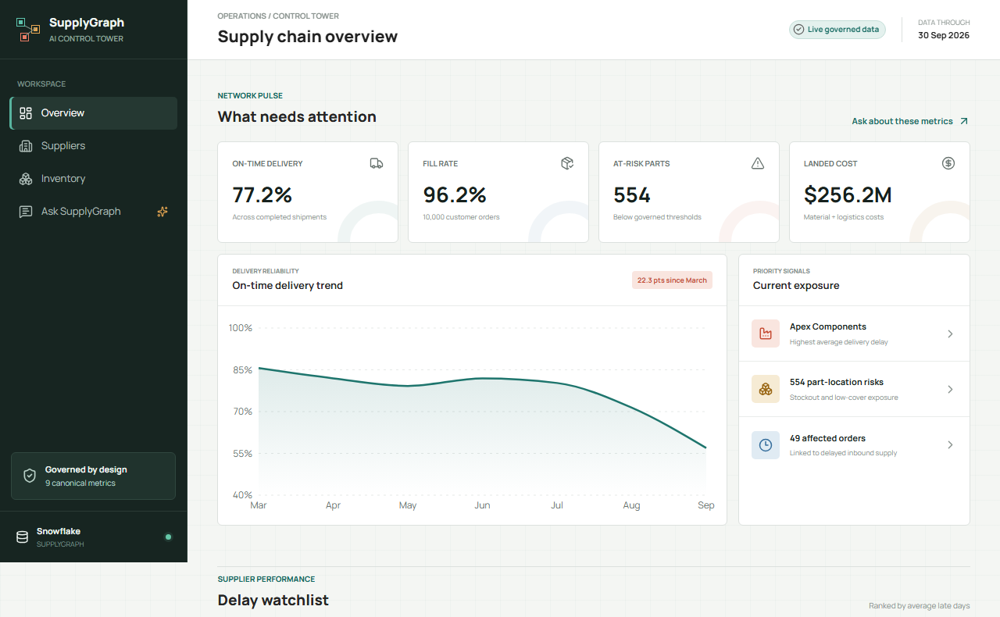 SupplyGraph
AI CONTROL TOWER
WORKSPACE
Overview
Suppliers
Inventory
Ask SupplyGraph
Governed by design
9 canonical metrics
Snowflake
SUPPLYGRAPH
OPERATIONS / CONTROL TOWER
Supply chain overview
Live governed data
DATA THROUGH
30 Sep 2026
NETWORK PULSE
What needs attention
Ask about these metrics
ON-TIME DELIVERY
77.2%
Across completed shipments
FILL RATE
96.2%
10,000 customer orders
AT-RISK PARTS
554
Below governed thresholds
LANDED COST
$256.2M
Material + logistics costs
DELIVERY RELIABILITY
On-time delivery trend
22.3 pts since March
100%
85%
70%
55%
40%
Mar Apr May Jun Jul Aug Sep
PRIORITY SIGNALS
Current exposure
Apex Components
Highest average delivery delay
554 part-location risks
Stockout and low-cover exposure
49 affected orders
Linked to delayed inbound supply
SUPPLIER PERFORMANCE
Delay watchlist
Ranked by average late days